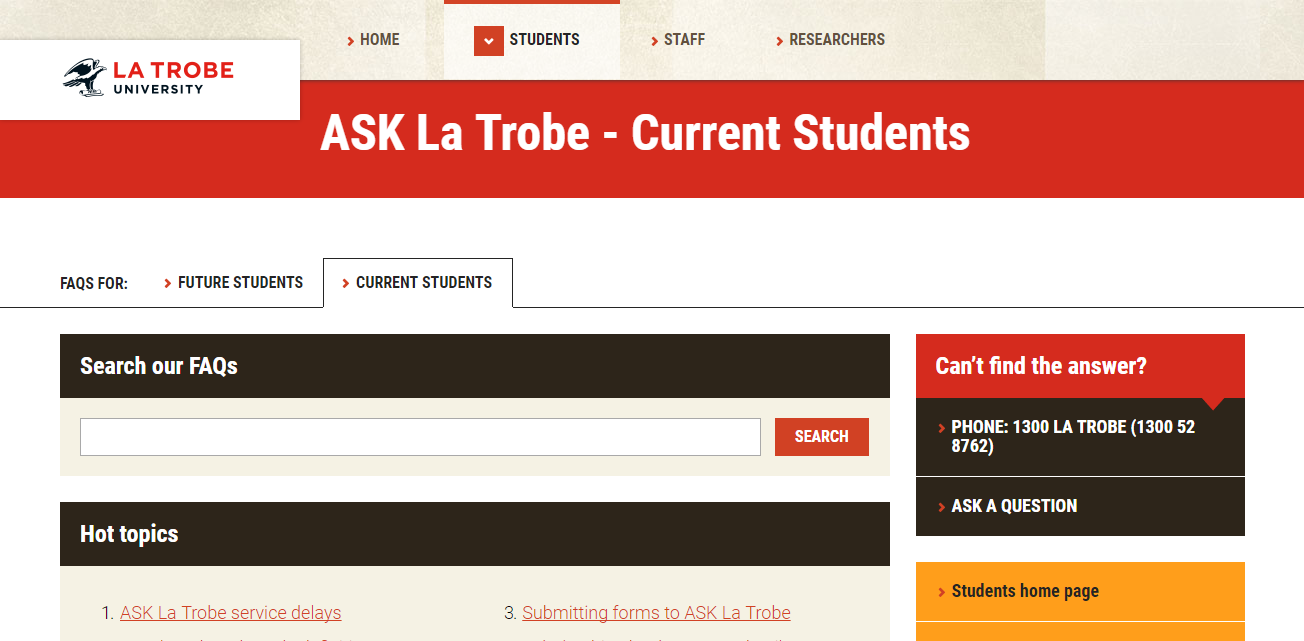 HOME
STUDENTS
STAFF
RESEARCHERS
LA TROBE
UNIVERSITY
ASK La Trobe - Current Students
FAQS FOR:
FUTURE STUDENTS
CURRENT STUDENTS
Search our FAQs
SEARCH
Can't find the answer?
PHONE: 1300 LA TROBE (1300 52
8762)
ASK A QUESTION
Hot topics
Students home page
1. ASK La Trobe service delays
3. Submitting forms to ASK La Trobe